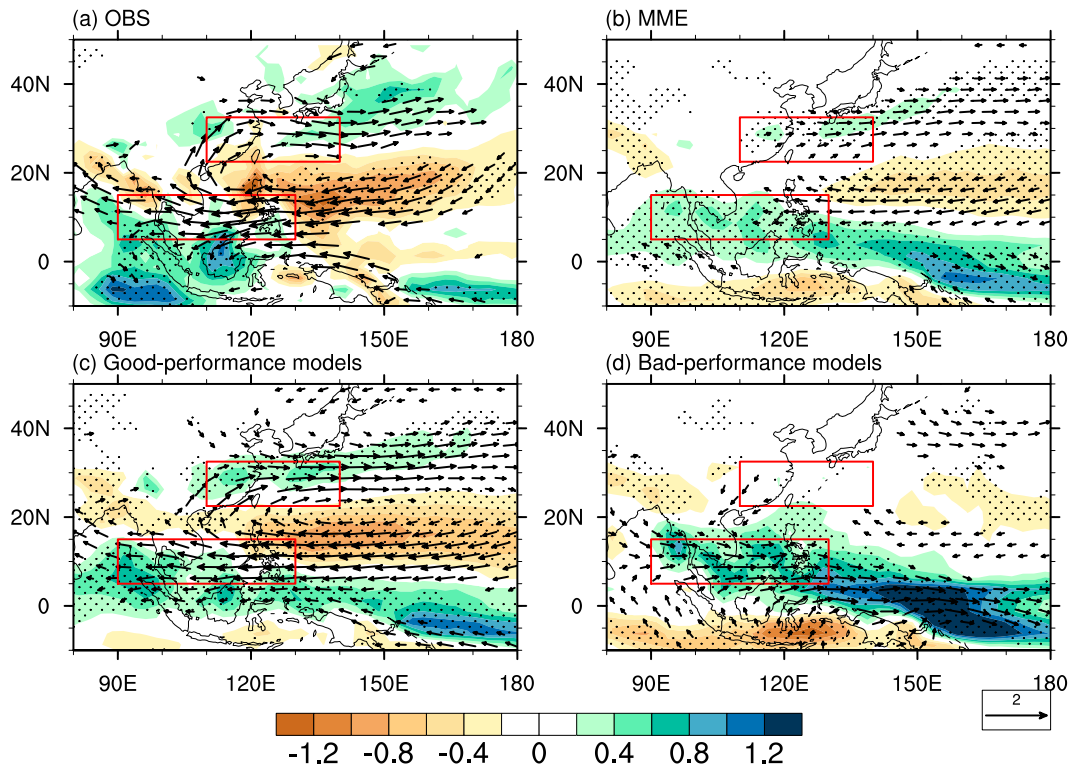 (a) OBS
(b) MME
40N
20N
0
90E 120E 150E 180
40N
20N
0
90E 120E 150E 180
(c) Good-performance models
(d) Bad-performance models
40N
20N
0
90E 120E 150E 180
40N
20N
0
90E 120E 150E 180
2
-1.2 -0.8 -0.4 0 0.4 0.8 1.2